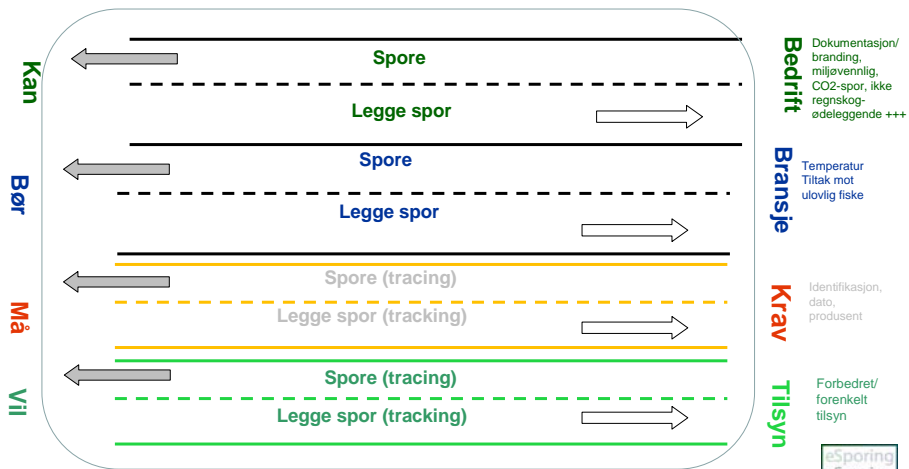 Kan
Spore
Legge spor
Bedrift
Dokumentasjon/
branding,
miljøvennlig,
CO2-spor, ikke
regnskog-
ødeleggende +++
Bør
Spore
Legge spor
Bransje
Temperatur
Tiltak mot
ulovlig fiske
Må
Spore (tracing)
Legge spor (tracking)
Krav
Identifikasjon,
dato,
produsent
Vil
Spore (tracing)
Legge spor (tracking)
Tilsyn
Forbedret/
forenkelt
tilsyn
eSporing